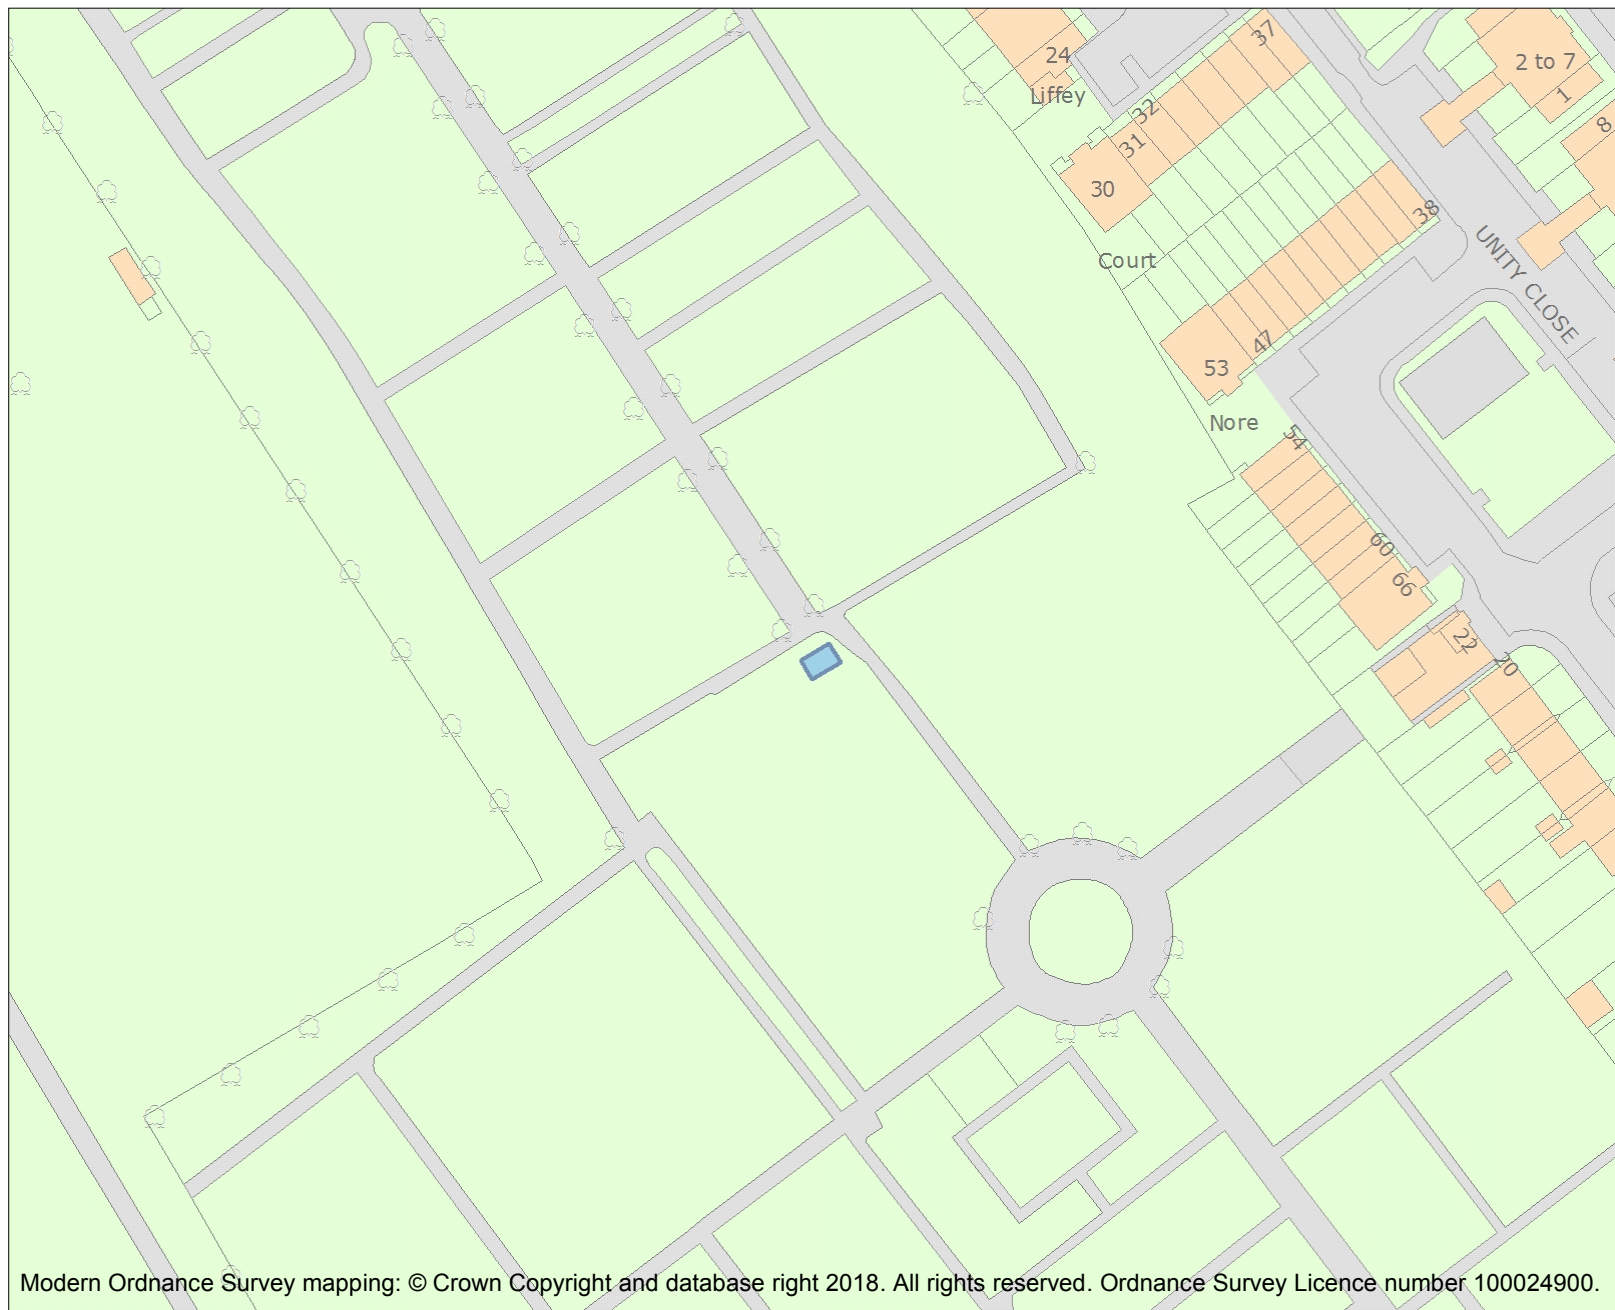 37
24
2 to 7
Liffey
1
32
8
31
30
38
UNITY CLOSE
Court
47
53
Nore
54
60
66
22
20
Modern Ordnance Survey mapping: © Crown Copyright and database right 2018. All rights reserved. Ordnance Survey Licence number 100024900.